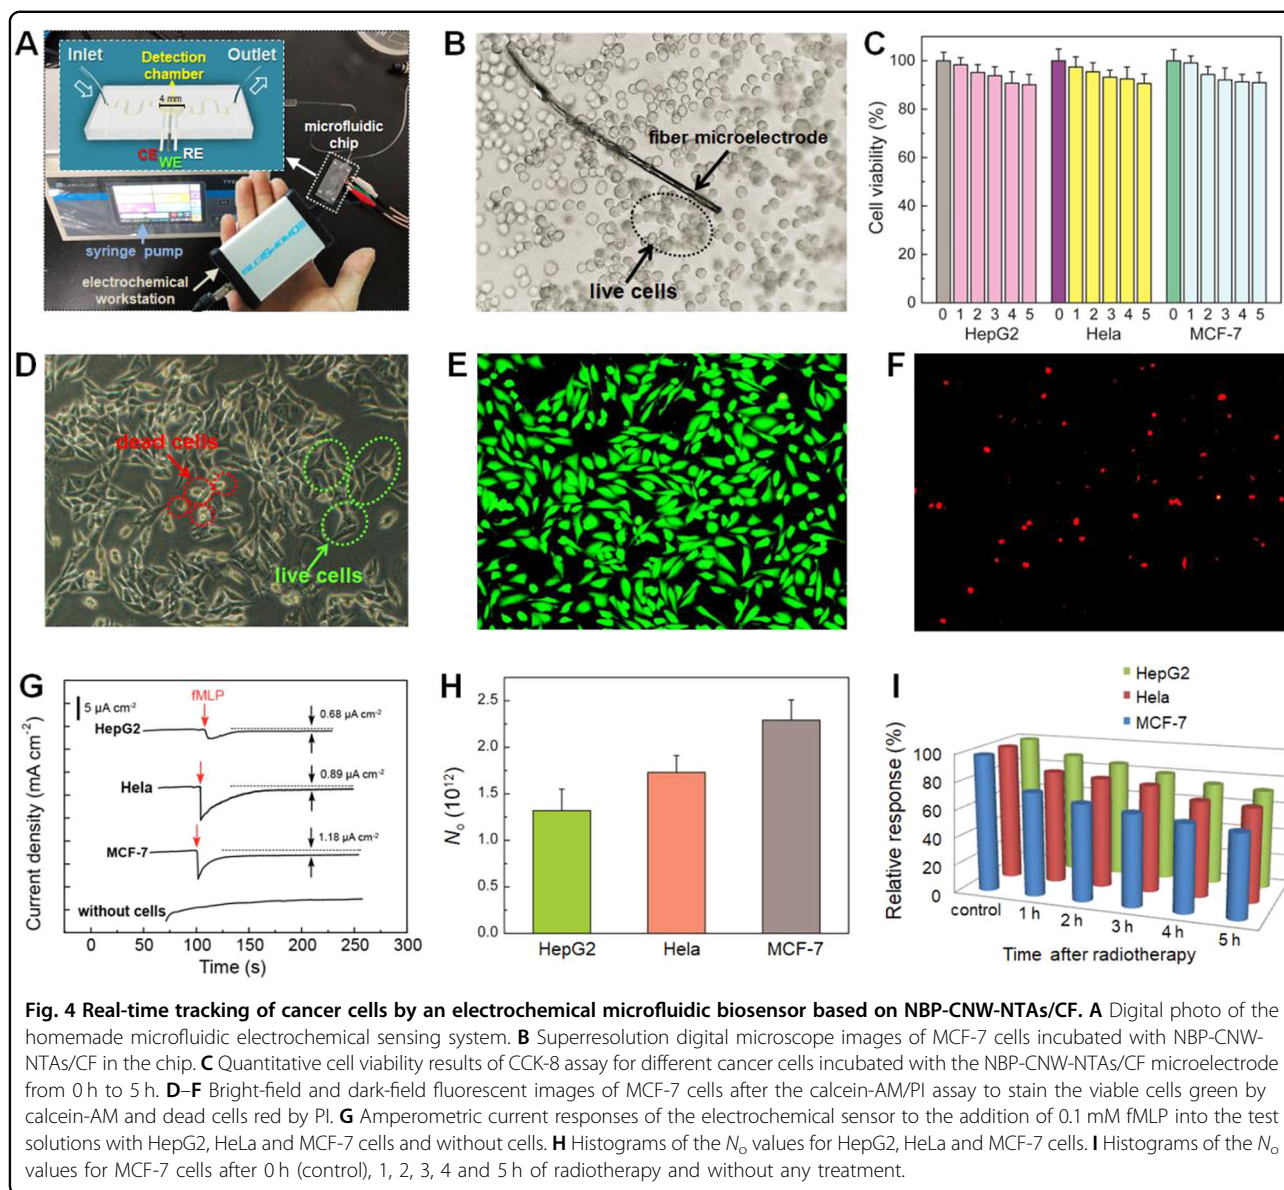 A
Inlet
Detection
chamber
Outlet
4 mm
CE
WE
RE
microfluidic
chip
syringe pump
electrochemical
workstation
B
fiber microelectrode
live cells
C
Cell viability (%)
100
80
60
40
20
0
0 1 2 3 4 5 0 1 2 3 4 5 0 1 2 3 4 5
HepG2 Hela MCF-7
D
dead cells
live cells
E
F
G
Current density (mA cm-2)
5 μA cm-2
fMLP
HepG2
0.68 μA cm-2
Hela
0.89 μA cm-2
MCF-7
1.18 μA cm-2
without cells
0 50 100 150 200 250 300
Time (s)
H
No (1012)
2.5
2.0
1.5
1.0
0.5
0.0
HepG2 Hela MCF-7
I
HepG2
Hela
MCF-7
Relative response (%)
100
80
60
40
20
0
control 1 h 2 h 3 h 4 h 5 h
Time after radiotherapy
Fig. 4 Real-time tracking of cancer cells by an electrochemical microfluidic biosensor based on NBP-CNW-NTAs/CF. A Digital photo of the
homemade microfluidic electrochemical sensing system. B Superresolution digital microscope images of MCF-7 cells incubated with NBP-CNW-
NTAs/CF in the chip. C Quantitative cell viability results of CCK-8 assay for different cancer cells incubated with the NBP-CNW-NTAs/CF microelectrode
from 0 h to 5 h. D–F Bright-field and dark-field fluorescent images of MCF-7 cells after the calcein-AM/PI assay to stain the viable cells green by
calcein-AM and dead cells red by PI. G Amperometric current responses of the electrochemical sensor to the addition of 0.1 mM fMLP into the test
solutions with HepG2, HeLa and MCF-7 cells and without cells. H Histograms of the No values for HepG2, HeLa and MCF-7 cells. I Histograms of the No
values for MCF-7 cells after 0 h (control), 1, 2, 3, 4 and 5 h of radiotherapy and without any treatment.